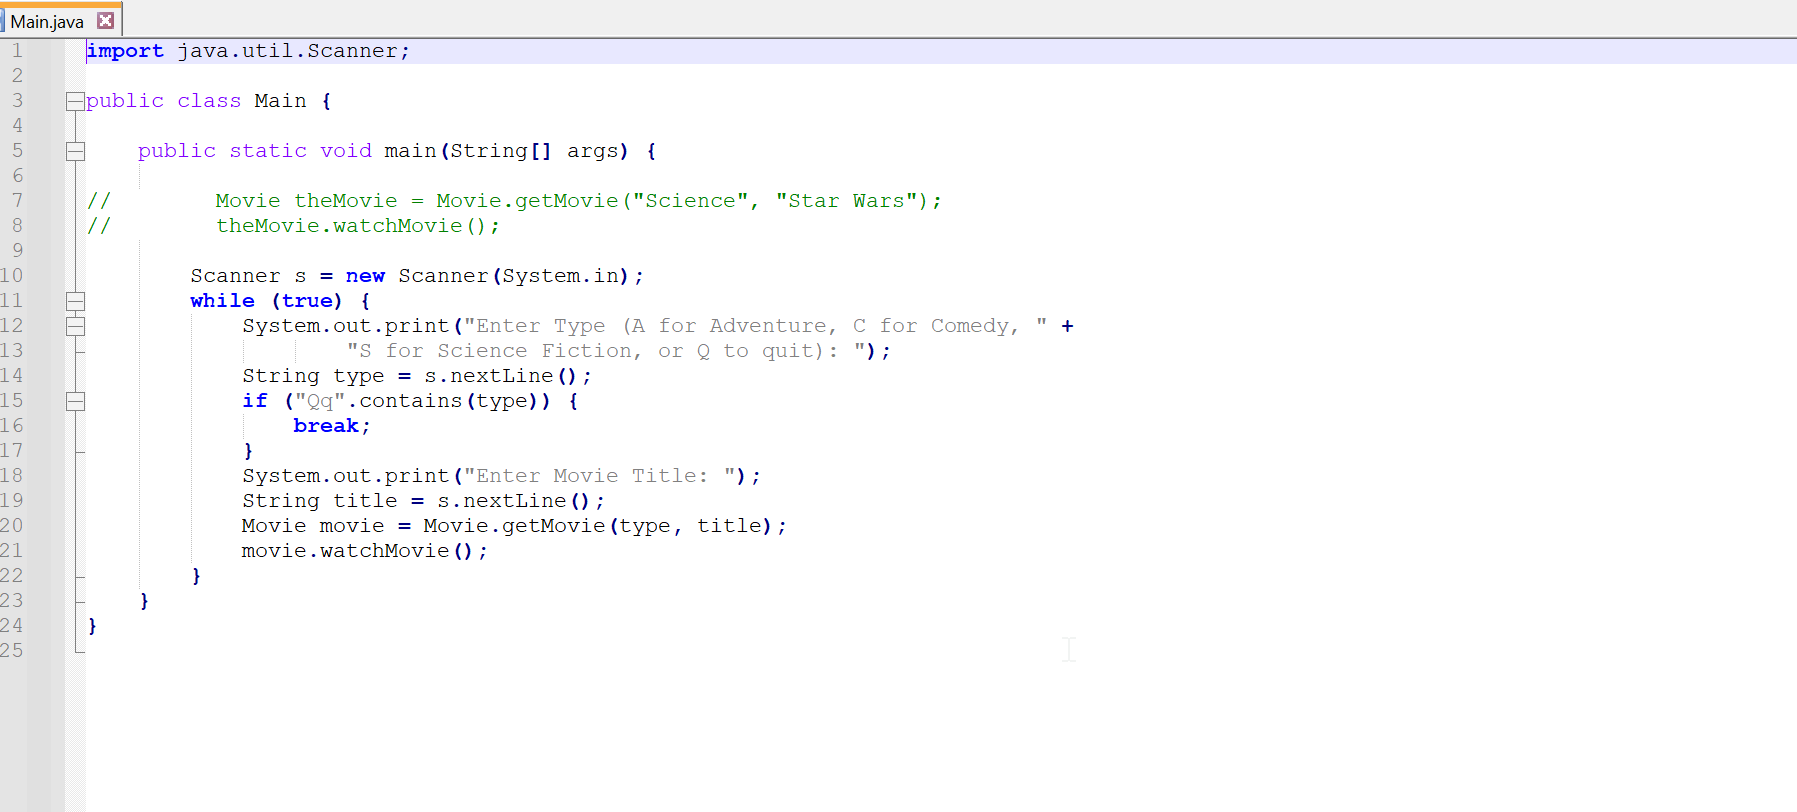 Main.java
1 import java.util.Scanner;
2
3 public class Main {
4
5     public static void main(String[] args) {
6
7 //        Movie theMovie = Movie.getMovie("Science", "Star Wars");
8 //        theMovie.watchMovie();
9
10         Scanner s = new Scanner(System.in);
11         while (true) {
12             System.out.print("Enter Type (A for Adventure, C for Comedy, " +
13                     "S for Science Fiction, or Q to quit): ");
14             String type = s.nextLine();
15             if ("Qq".contains(type)) {
16                 break;
17             }
18             System.out.print("Enter Movie Title: ");
19             String title = s.nextLine();
20             Movie movie = Movie.getMovie(type, title);
21             movie.watchMovie();
22         }
23     }
24 }
25